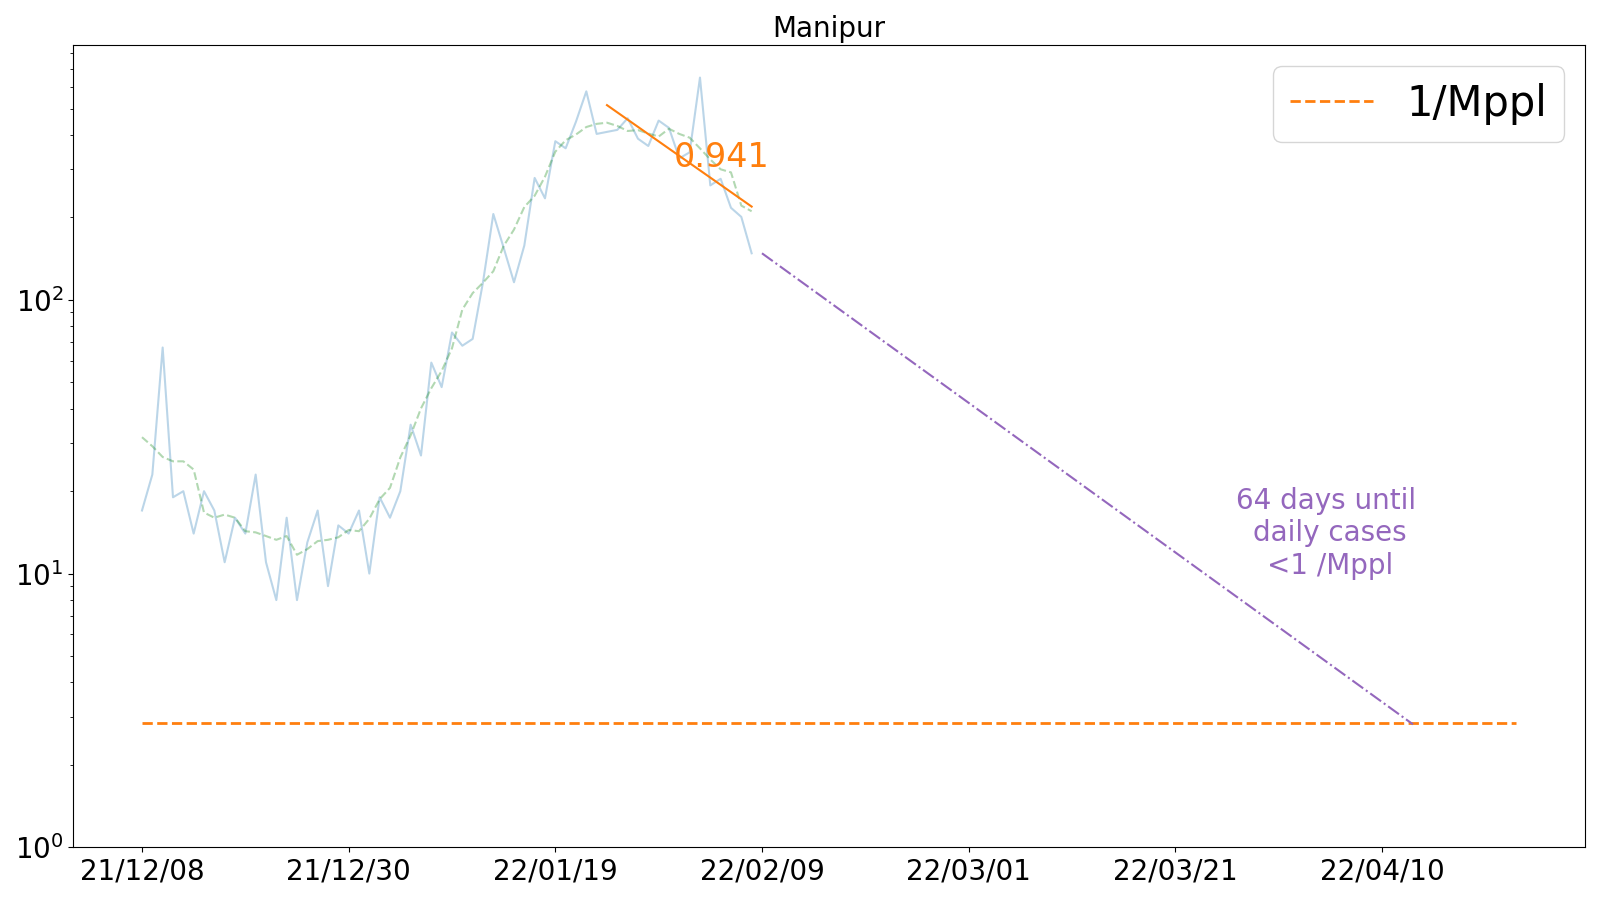 Manipur
1/Mppl
0.941
10²
64 days until
daily cases
<1 /Mppl
10¹
10⁰
21/12/08 21/12/30 22/01/19 22/02/09 22/03/01 22/03/21 22/04/10